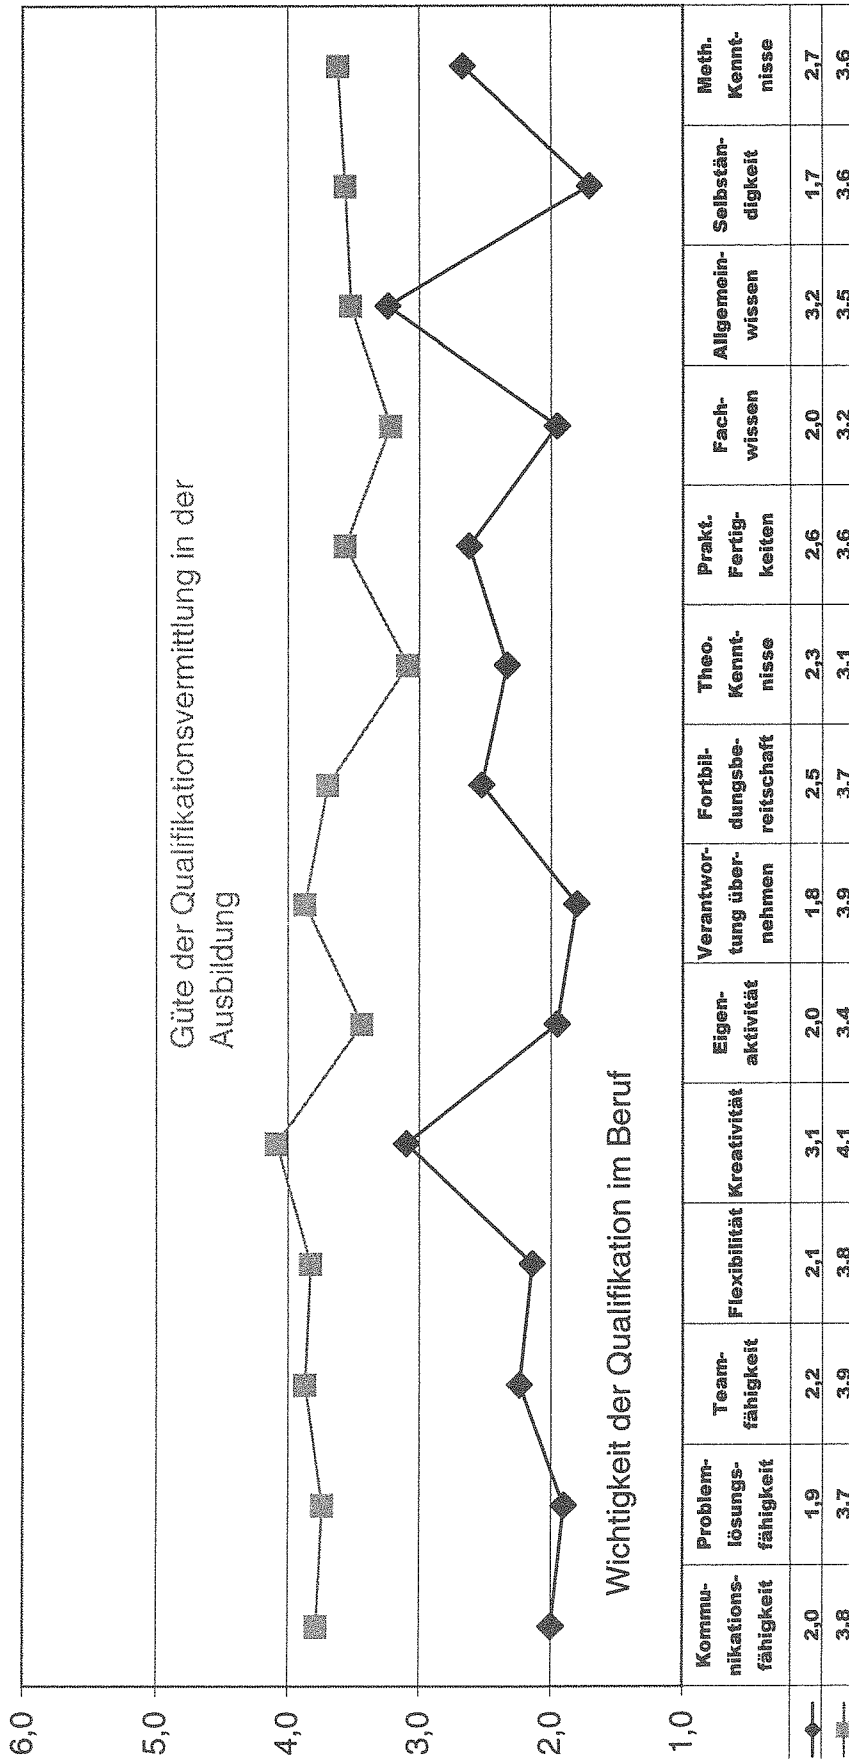 6,0
5,0
4,0
3,0
2,0
1,0
Güte der Qualifikationsvermittlung in der
Ausbildung
Wichtigkeit der Qualifikation im Beruf
Kommu-
nikations-
fähigkeit
Problem-
lösungs-
fähigkeit
Team-
fähigkeit
Flexibilität
Kreativität
Eigen-
aktivität
Verantwor-
tung über-
nehmen
Fortbil-
dungsbe-
reitschaft
Theo.
Kennt-
nisse
Prakt.
Fertig-
keiten
Fach-
wissen
Allgemein-
wissen
Selbstän-
digkeit
Meth.
Kennt-
nisse
2,0 1,9 2,2 2,1 3,1 2,0 1,8 2,5 2,3 2,6 2,0 3,2 1,7 2,7
3,8 3,7 3,9 3,8 4,1 3,4 3,9 3,7 3,1 3,6 3,2 3,5 3,6 3,6